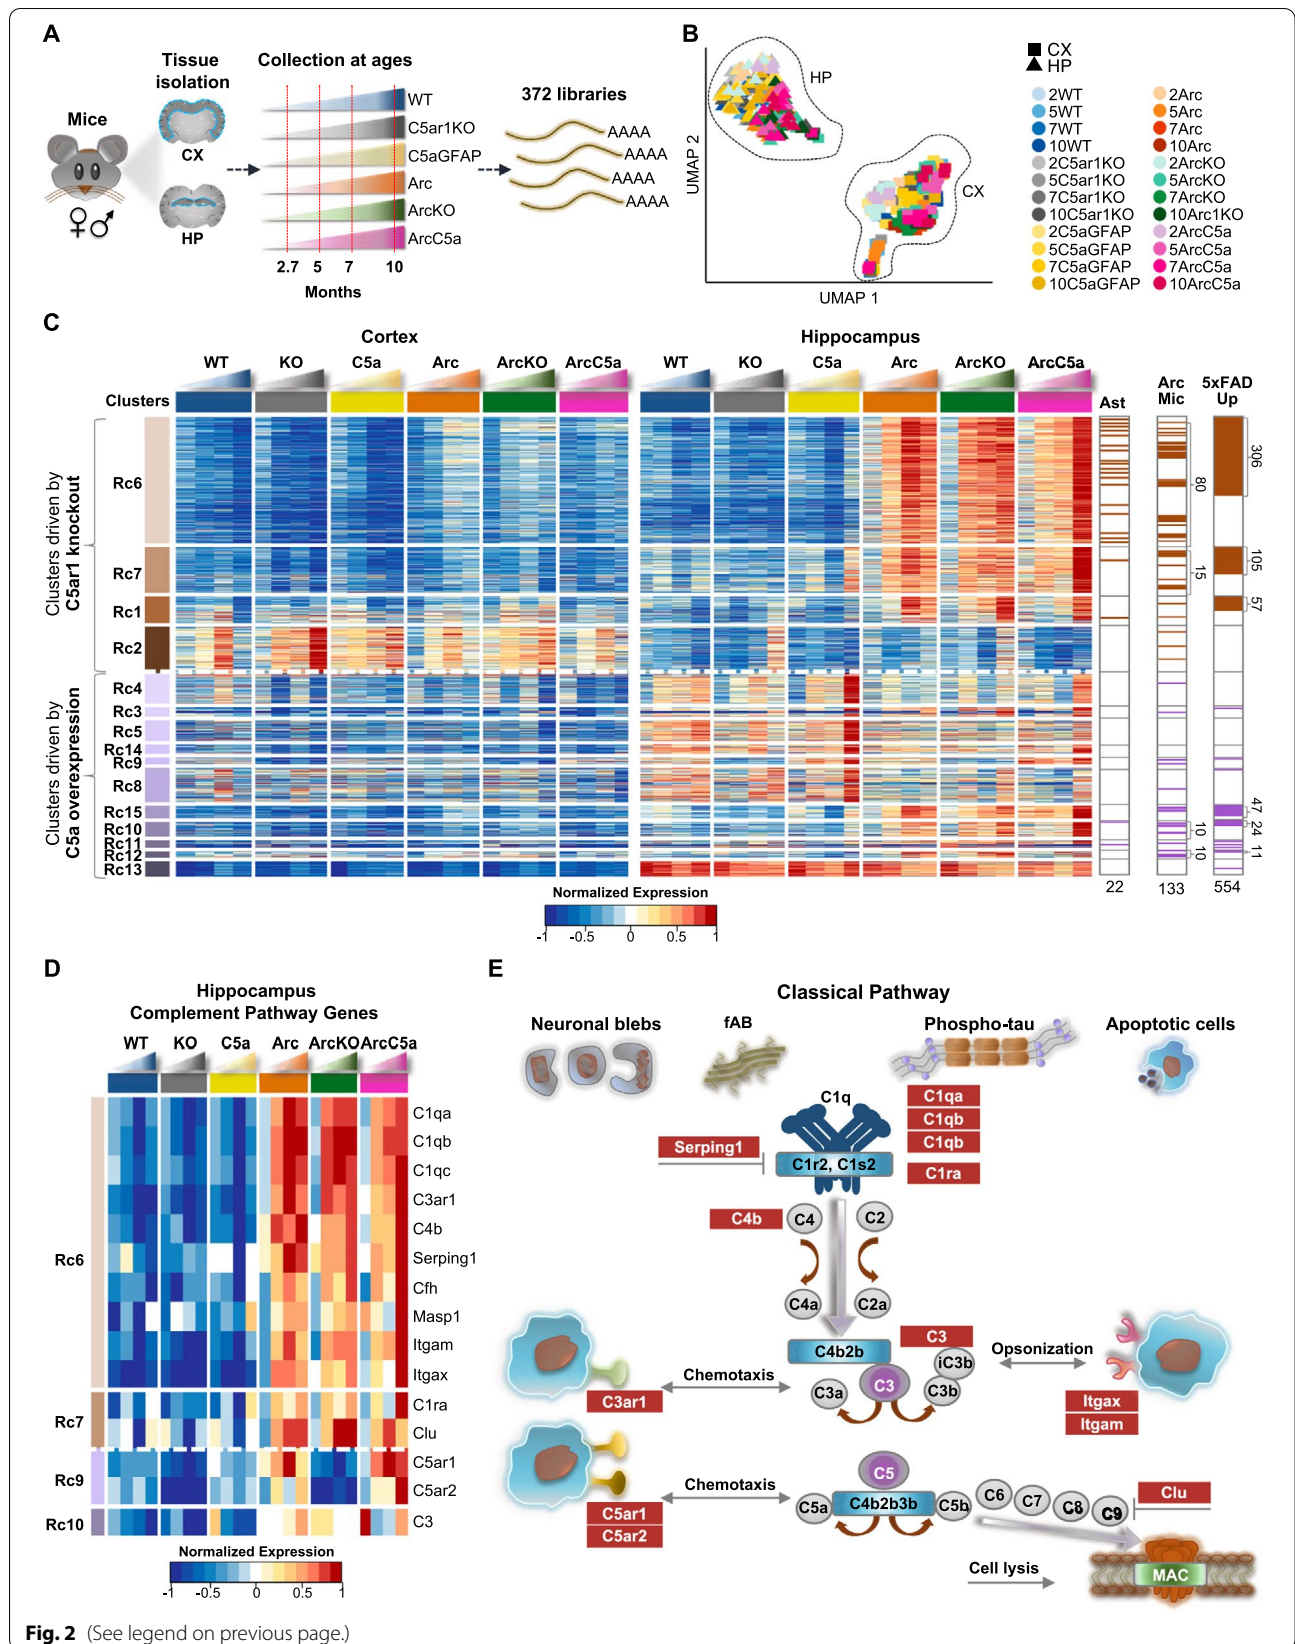 A
Tissue
isolation
Collection at ages
Mice
CX
HP
WT
C5ar1KO
C5aGFAP
Arc
ArcKO
ArcC5a
2.7 5 7 10
Months
372 libraries
AAAA
AAAA
AAAA
AAAA
B
HP
CX
UMAP 2
UMAP 1
CX
HP
2WT
5WT
7WT
10WT
2C5ar1KO
5C5ar1KO
7C5ar1KO
10C5ar1KO
2C5aGFAP
5C5aGFAP
7C5aGFAP
10C5aGFAP
2Arc
5Arc
7Arc
10Arc
2ArcKO
5ArcKO
7ArcKO
10Arc1KO
2ArcC5a
5ArcC5a
7ArcC5a
10ArcC5a
C
Cortex
Hippocampus
WT KO C5a Arc ArcKO ArcC5a
WT KO C5a Arc ArcKO ArcC5a
Clusters
Ast
Arc
Mic
5xFAD
Up
Clusters driven by
C5ar1 knockout
Rc6
Rc7
Rc1
Rc2
Clusters driven by
C5a overexpression
Rc4
Rc3
Rc5
Rc14
Rc9
Rc8
Rc15
Rc10
Rc11
Rc12
Rc13
80
15
10
10
306
105
57
47
24
11
22 133 554
Normalized Expression
-1 -0.5 0 0.5 1
D
Hippocampus
Complement Pathway Genes
WT KO C5a Arc ArcKO ArcC5a
Rc6
Rc7
Rc9
Rc10
C1qa
C1qb
C1qc
C3ar1
C4b
Serping1
Cfh
Masp1
Itgam
Itgax
C1ra
Clu
C5ar1
C5ar2
C3
Normalized Expression
-1 -0.5 0 0.5 1
E
Classical Pathway
Neuronal blebs
fAB
Phospho-tau
Apoptotic cells
C1q
C1qa
C1qb
C1qb
C1ra
Serping1
C1r2, C1s2
C4b
C4
C2
C4a
C2a
C4b2b
C3
iC3b
C3a
C3
C3b
Chemotaxis
C3ar1
Opsonization
Itgax
Itgam
C5
C5a
C4b2b3b
C5b
C6
C7
C8
C9
Chemotaxis
C5ar1
C5ar2
Clu
Cell lysis
MAC
Fig. 2 (See legend on previous page.)